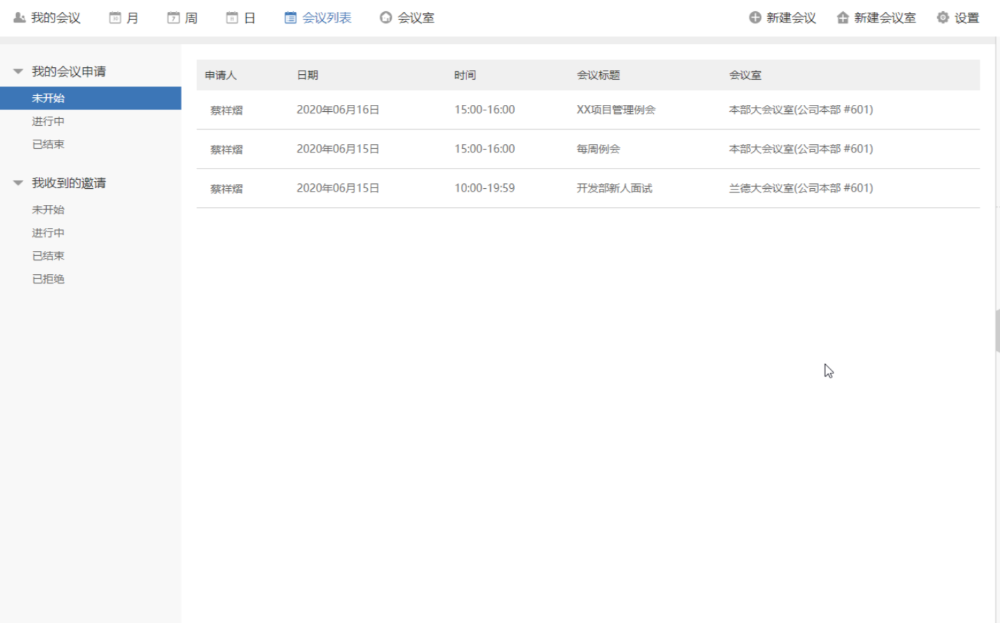 我的会议 30 月 7 周 日 会议列表 会议室 新建会议 新建会议室 设置
我的会议申请
未开始
进行中
已结束
我收到的邀请
未开始
进行中
已结束
已拒绝
申请人 日期 时间 会议标题 会议室
蔡祥熠 2020年06月16日 15:00-16:00 XX项目管理例会 本部大会议室(公司本部 #601)
蔡祥熠 2020年06月15日 15:00-16:00 每周例会 本部大会议室(公司本部 #601)
蔡祥熠 2020年06月15日 10:00-19:59 开发部新人面试 兰德大会议室(公司本部 #601)